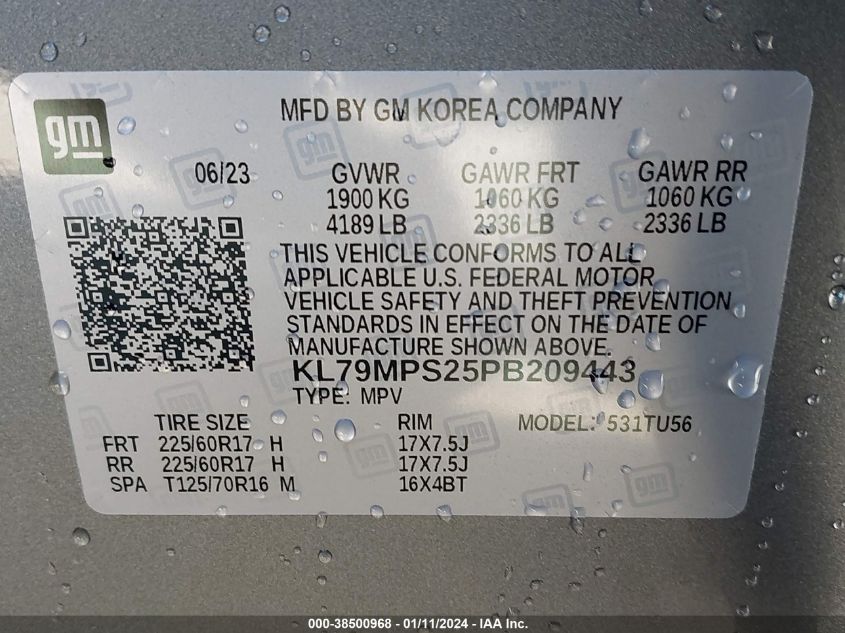 gm
MFD BY GM KOREA COMPANY
06/23 GVWR GAWR FRT GAWR RR
1900 KG 1060 KG 1060 KG
4189 LB 2336 LB 2336 LB
THIS VEHICLE CONFORMS TO ALL
APPLICABLE U.S. FEDERAL MOTOR
VEHICLE SAFETY AND THEFT PREVENTION
STANDARDS IN EFFECT ON THE DATE OF
MANUFACTURE SHOWN ABOVE.
KL79MPS25PB209443
TYPE: MPV
TIRE SIZE RIM MODEL: 531TU56
FRT 225/60R17 H 17X7.5J
RR 225/60R17 H 17X7.5J
SPA T125/70R16 M 16X4BT
000-38500968 - 01/11/2024 - IAA Inc.